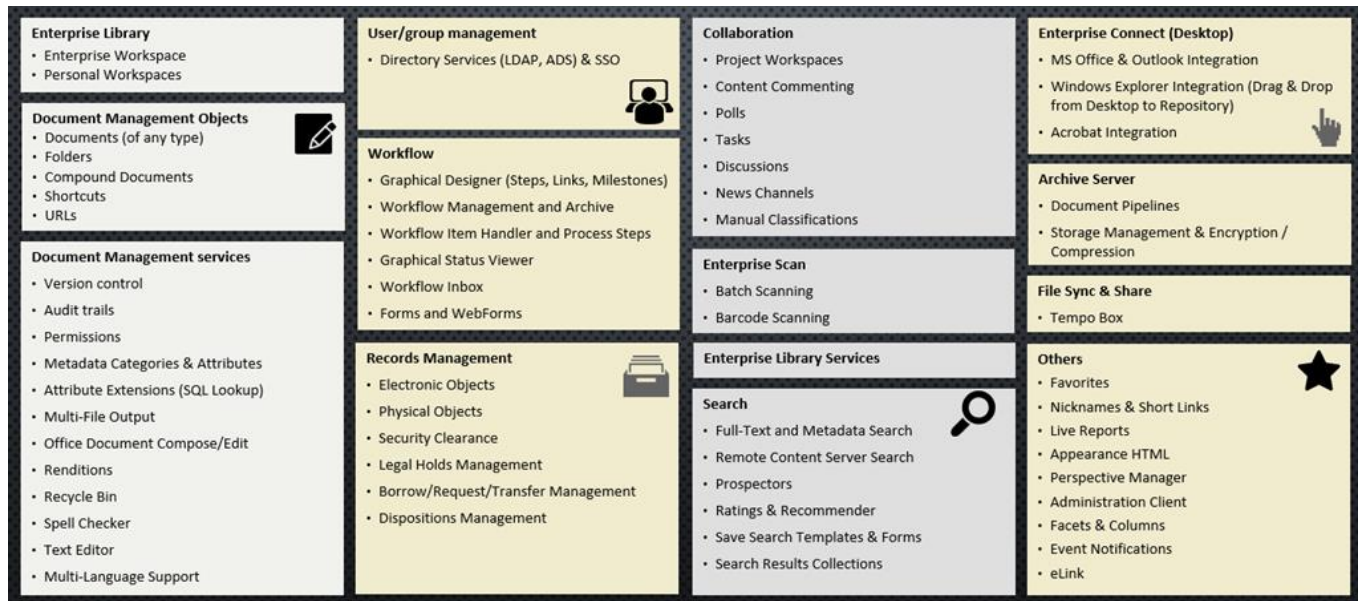 Enterprise Library
• Enterprise Workspace
• Personal Workspaces
Document Management Objects
• Documents (of any type)
• Folders
• Compound Documents
• Shortcuts
• URLs
Document Management services
• Version control
• Audit trails
• Permissions
• Metadata Categories & Attributes
• Attribute Extensions (SQL Lookup)
• Multi-File Output
• Office Document Compose/Edit
• Renditions
• Recycle Bin
• Spell Checker
• Text Editor
• Multi-Language Support
User/group management
• Directory Services (LDAP, ADS) & SSO
Workflow
• Graphical Designer (Steps, Links, Milestones)
• Workflow Management and Archive
• Workflow Item Handler and Process Steps
• Graphical Status Viewer
• Workflow Inbox
• Forms and WebForms
Records Management
• Electronic Objects
• Physical Objects
• Security Clearance
• Legal Holds Management
• Borrow/Request/Transfer Management
• Dispositions Management
Collaboration
• Project Workspaces
• Content Commenting
• Polls
• Tasks
• Discussions
• News Channels
• Manual Classifications
Enterprise Scan
• Batch Scanning
• Barcode Scanning
Enterprise Library Services
Search
• Full-Text and Metadata Search
• Remote Content Server Search
• Prospectors
• Ratings & Recommender
• Save Search Templates & Forms
• Search Results Collections
Enterprise Connect (Desktop)
• MS Office & Outlook Integration
• Windows Explorer Integration (Drag & Drop
from Desktop to Repository)
• Acrobat Integration
Archive Server
• Document Pipelines
• Storage Management & Encryption /
Compression
File Sync & Share
• Tempo Box
Others
• Favorites
• Nicknames & Short Links
• Live Reports
• Appearance HTML
• Perspective Manager
• Administration Client
• Facets & Columns
• Event Notifications
• eLink